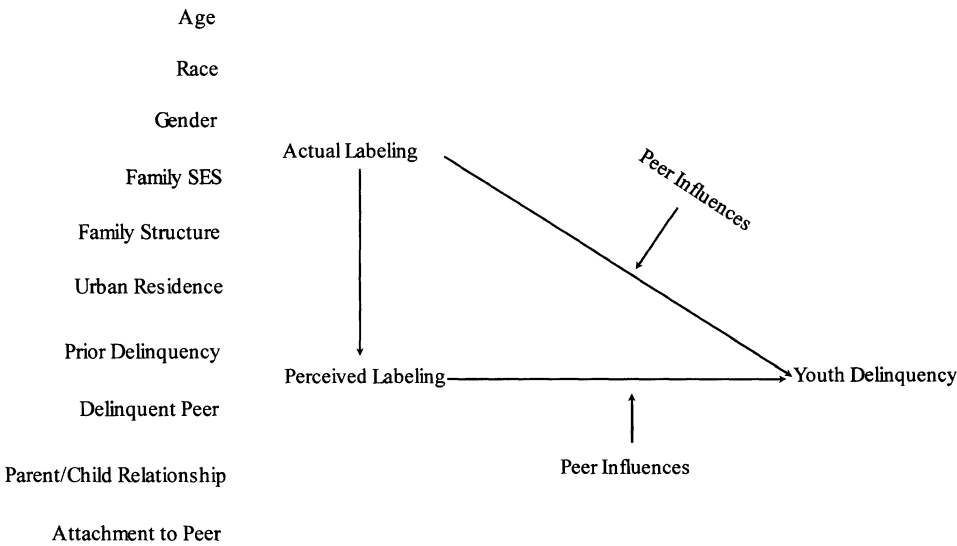 Age
Race
Gender
Actual Labeling
Peer Influences
Family SES
Family Structure
Urban Residence
Prior Delinquency
Perceived Labeling
Youth Delinquency
Delinquent Peer
Peer Influences
Parent/Child Relationship
Attachment to Peer